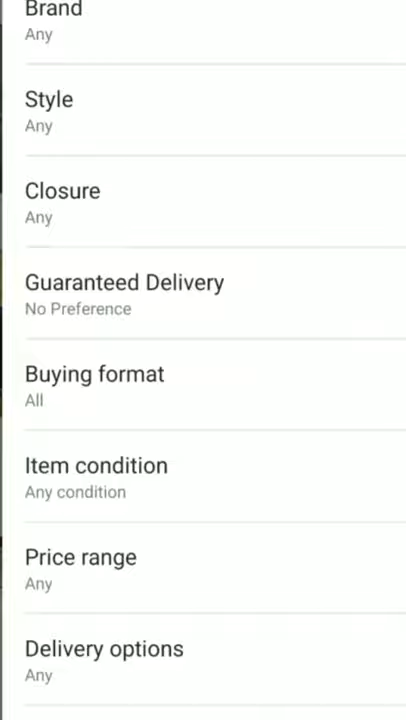 Brand
Any
Style
Any
Closure
Any
Guaranteed Delivery
No Preference
Buying format
All
Item condition
Any condition
Price range
Any
Delivery options
Any